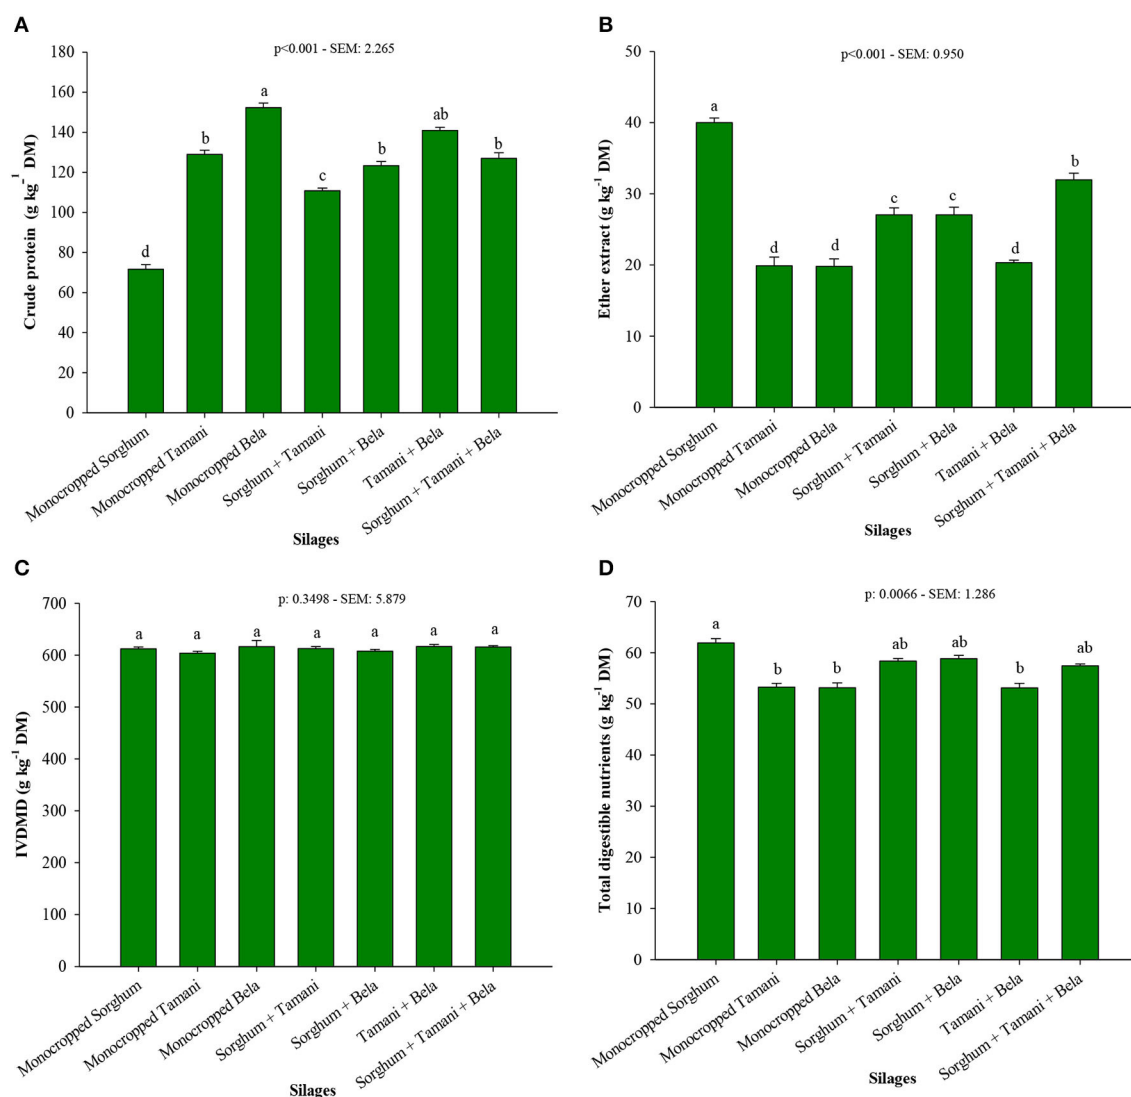 A
p<0.001 - SEM: 2.265
Crude protein (g kg⁻¹ DM)
180
160
140
120
100
80
60
40
20
0
d
b
a
c
b
ab
b
Monocropped Sorghum
Monocropped Tamani
Monocropped Bela
Sorghum + Tamani
Sorghum + Bela
Tamani + Bela
Sorghum + Tamani + Bela
Silages
B
p<0.001 - SEM: 0.950
Ether extract (g kg⁻¹ DM)
50
40
30
20
10
0
a
d
d
c
c
d
b
Monocropped Sorghum
Monocropped Tamani
Monocropped Bela
Sorghum + Tamani
Sorghum + Bela
Tamani + Bela
Sorghum + Tamani + Bela
Silages
C
p: 0.3498 - SEM: 5.879
IVDMD (g kg⁻¹ DM)
700
600
500
400
300
200
100
0
a
a
a
a
a
a
a
Monocropped Sorghum
Monocropped Tamani
Monocropped Bela
Sorghum + Tamani
Sorghum + Bela
Tamani + Bela
Sorghum + Tamani + Bela
Silages
D
p: 0.0066 - SEM: 1.286
Total digestible nutrients (g kg⁻¹ DM)
70
60
50
40
30
20
10
0
a
b
b
ab
ab
b
ab
Monocropped Sorghum
Monocropped Tamani
Monocropped Bela
Sorghum + Tamani
Sorghum + Bela
Tamani + Bela
Sorghum + Tamani + Bela
Silages